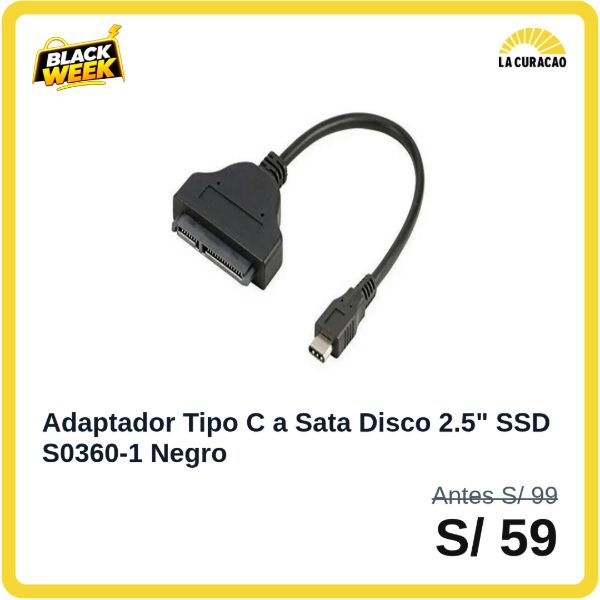 BLACK
WEEK
LA CURACAO
Adaptador Tipo C a Sata Disco 2.5" SSD
S0360-1 Negro
Antes S/ 99
S/ 59